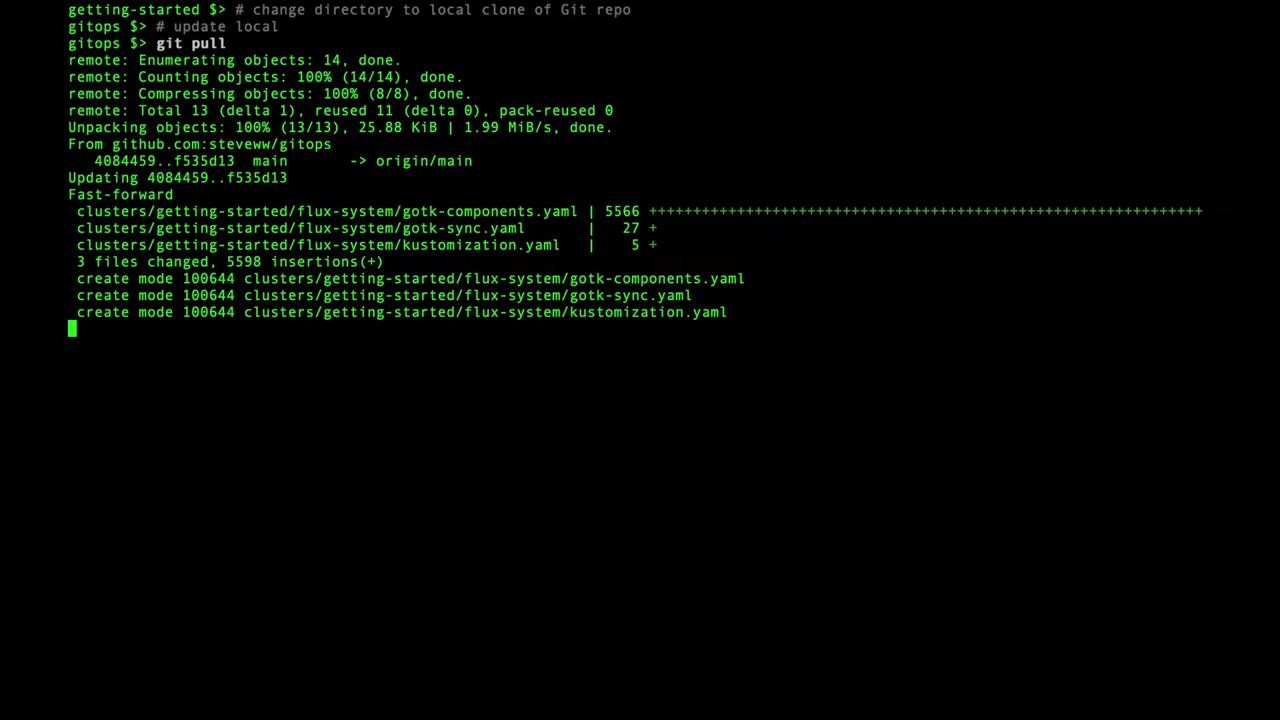 getting-started $> # change directory to local clone of Git repo
gitops $> # update local
gitops $> git pull
remote: Enumerating objects: 14, done.
remote: Counting objects: 100% (14/14), done.
remote: Compressing objects: 100% (8/8), done.
remote: Total 13 (delta 1), reused 11 (delta 0), pack-reused 0
Unpacking objects: 100% (13/13), 25.88 KiB | 1.99 MiB/s, done.
From github.com:steveww/gitops
   4084459..f535d13  main       -> origin/main
Updating 4084459..f535d13
Fast-forward
 clusters/getting-started/flux-system/gotk-components.yaml | 5566 +++++++++++++++++++++++++++++++++++++++++++++++++++++++++++++++
 clusters/getting-started/flux-system/gotk-sync.yaml       |   27 +
 clusters/getting-started/flux-system/kustomization.yaml   |    5 +
 3 files changed, 5598 insertions(+)
 create mode 100644 clusters/getting-started/flux-system/gotk-components.yaml
 create mode 100644 clusters/getting-started/flux-system/gotk-sync.yaml
 create mode 100644 clusters/getting-started/flux-system/kustomization.yaml